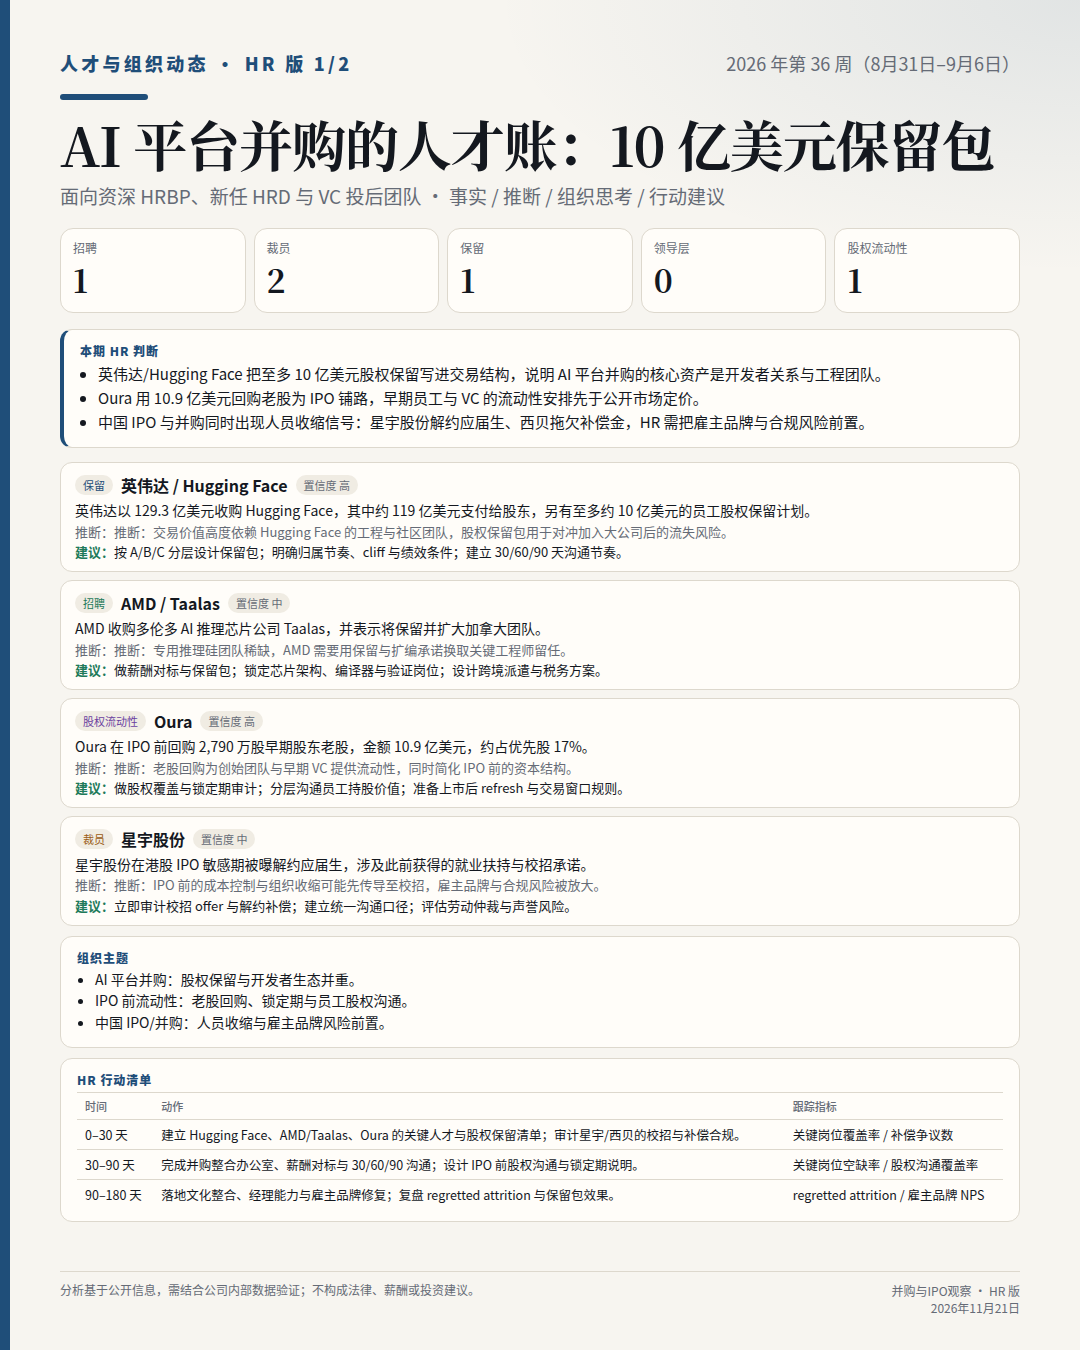 人才与组织动态 · HR 版 1/2
2026 年第 36 周（8月31日–9月6日）
AI 平台并购的人才账：10 亿美元保留包
面向资深 HRBP、新任 HRD 与 VC 投后团队 · 事实 / 推断 / 组织思考 / 行动建议
招聘
1
裁员
2
保留
1
领导层
0
股权流动性
1
本期 HR 判断
• 英伟达/Hugging Face 把至多 10 亿美元股权保留写进交易结构，说明 AI 平台并购的核心资产是开发者关系与工程团队。
• Oura 用 10.9 亿美元回购老股为 IPO 铺路，早期员工与 VC 的流动性安排先于公开市场定价。
• 中国 IPO 与并购同时出现人员收缩信号：星宇股份解约应届生、西贝拖欠补偿金，HR 需把雇主品牌与合规风险前置。
保留 英伟达 / Hugging Face 置信度 高
英伟达以 129.3 亿美元收购 Hugging Face，其中约 119 亿美元支付给股东，另有至多约 10 亿美元的员工股权保留计划。
推断：推断：交易价值高度依赖 Hugging Face 的工程与社区团队，股权保留包用于对冲加入大公司后的流失风险。
建议：按 A/B/C 分层设计保留包；明确归属节奏、cliff 与绩效条件；建立 30/60/90 天沟通节奏。
招聘 AMD / Taalas 置信度 中
AMD 收购多伦多 AI 推理芯片公司 Taalas，并表示将保留并扩大加拿大团队。
推断：推断：专用推理硅团队稀缺，AMD 需要用保留与扩编承诺换取关键工程师留任。
建议：做薪酬对标与保留包；锁定芯片架构、编译器与验证岗位；设计跨境派遣与税务方案。
股权流动性 Oura 置信度 高
Oura 在 IPO 前回购 2,790 万股早期股东老股，金额 10.9 亿美元，约占优先股 17%。
推断：推断：老股回购为创始团队与早期 VC 提供流动性，同时简化 IPO 前的资本结构。
建议：做股权覆盖与锁定期审计；分层沟通员工持股价值；准备上市后 refresh 与交易窗口规则。
裁员 星宇股份 置信度 中
星宇股份在港股 IPO 敏感期被曝解约应届生，涉及此前获得的就业扶持与校招承诺。
推断：推断：IPO 前的成本控制与组织收缩可能先传导至校招，雇主品牌与合规风险被放大。
建议：立即审计校招 offer 与解约补偿；建立统一沟通口径；评估劳动仲裁与声誉风险。
组织主题
• AI 平台并购：股权保留与开发者生态并重。
• IPO 前流动性：老股回购、锁定期与员工股权沟通。
• 中国 IPO/并购：人员收缩与雇主品牌风险前置。
HR 行动清单
时间 动作 跟踪指标
0–30 天 建立 Hugging Face、AMD/Taalas、Oura 的关键人才与股权保留清单；审计星宇/西贝的校招与补偿合规。 关键岗位覆盖率 / 补偿争议数
30–90 天 完成并购整合办公室、薪酬对标与 30/60/90 沟通；设计 IPO 前股权沟通与锁定期说明。 关键岗位空缺率 / 股权沟通覆盖率
90–180 天 落地文化整合、经理能力与雇主品牌修复；复盘 regretted attrition 与保留包效果。 regretted attrition / 雇主品牌 NPS
分析基于公开信息，需结合公司内部数据验证；不构成法律、薪酬或投资建议。
并购与IPO观察 · HR 版
2026年11月21日